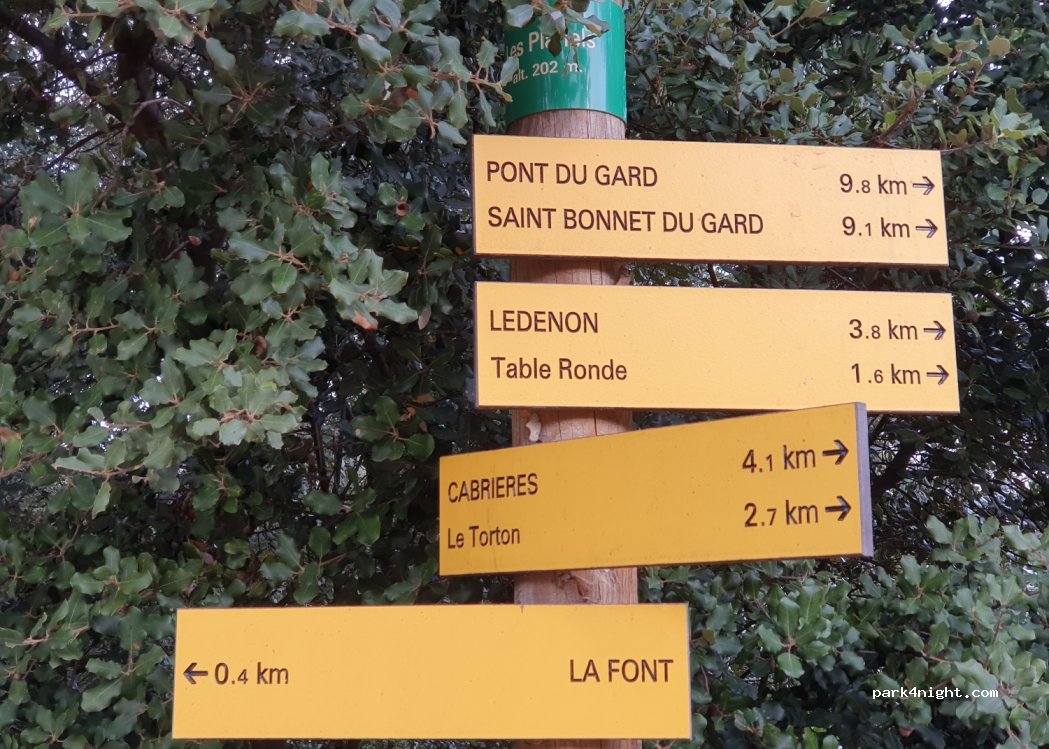 Les
alt. 202 m.
PONT DU GARD 9.8 km →
SAINT BONNET DU GARD 9.1 km →
LEDENON 3.8 km →
Table Ronde 1.6 km →
CABRIERES 4.1 km →
Le Torton 2.7 km →
← 0.4 km LA FONT
park4night.com